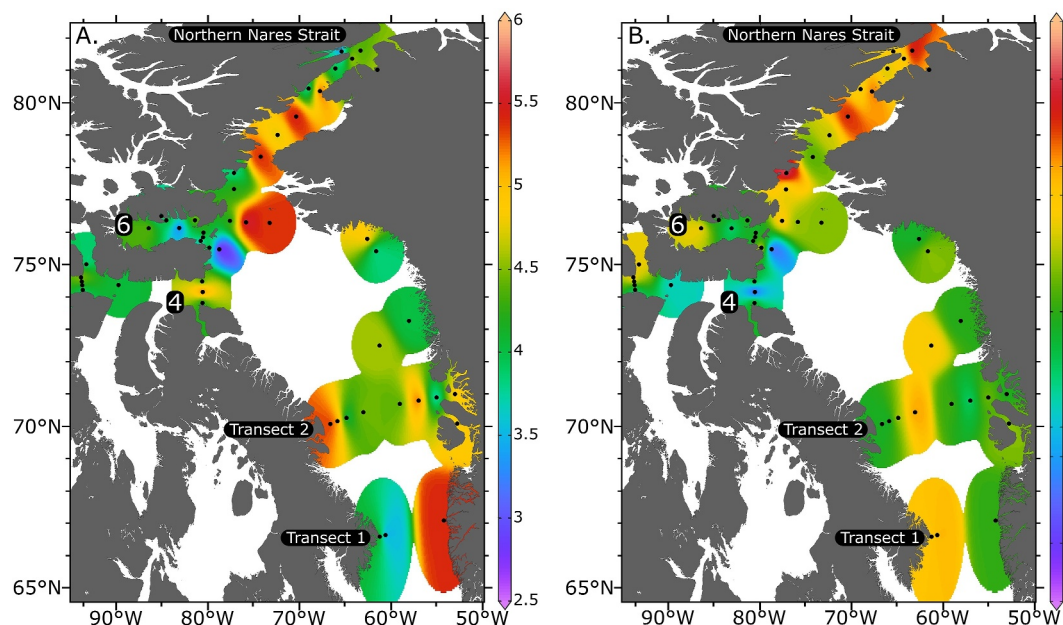 A.
Northern Nares Strait
80°N
75°N
70°N
65°N
6
4
Transect 2
Transect 1
90°W 80°W 70°W 60°W 50°W
6
5.5
5
4.5
4
3.5
3
2.5
B.
Northern Nares Strait
80°N
75°N
70°N
65°N
6
4
Transect 2
Transect 1
90°W 80°W 70°W 60°W 50°W